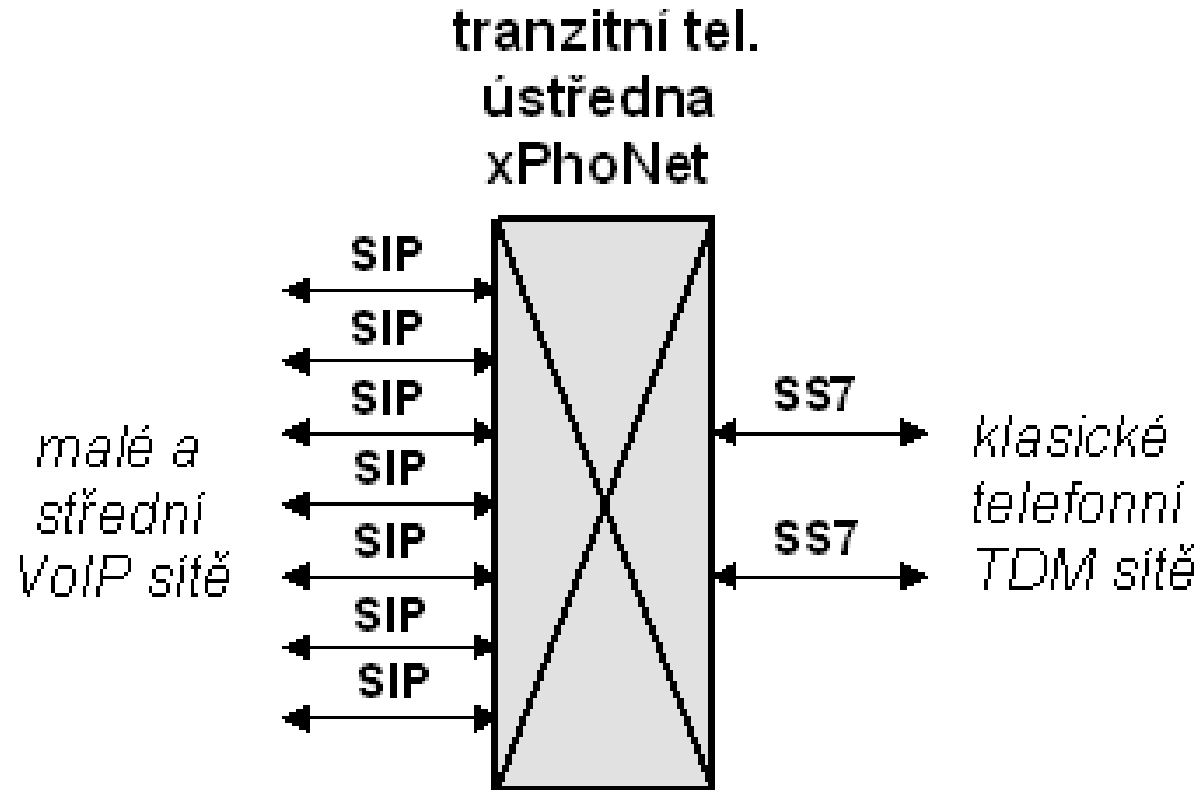 tranzitní tel.
ústředna
xPhoNet
SIP
SIP
SIP
SIP
SIP
SIP
SIP
malé a
střední
VoIP sítě
SS7
SS7
klasické
telefonní
TDM sítě